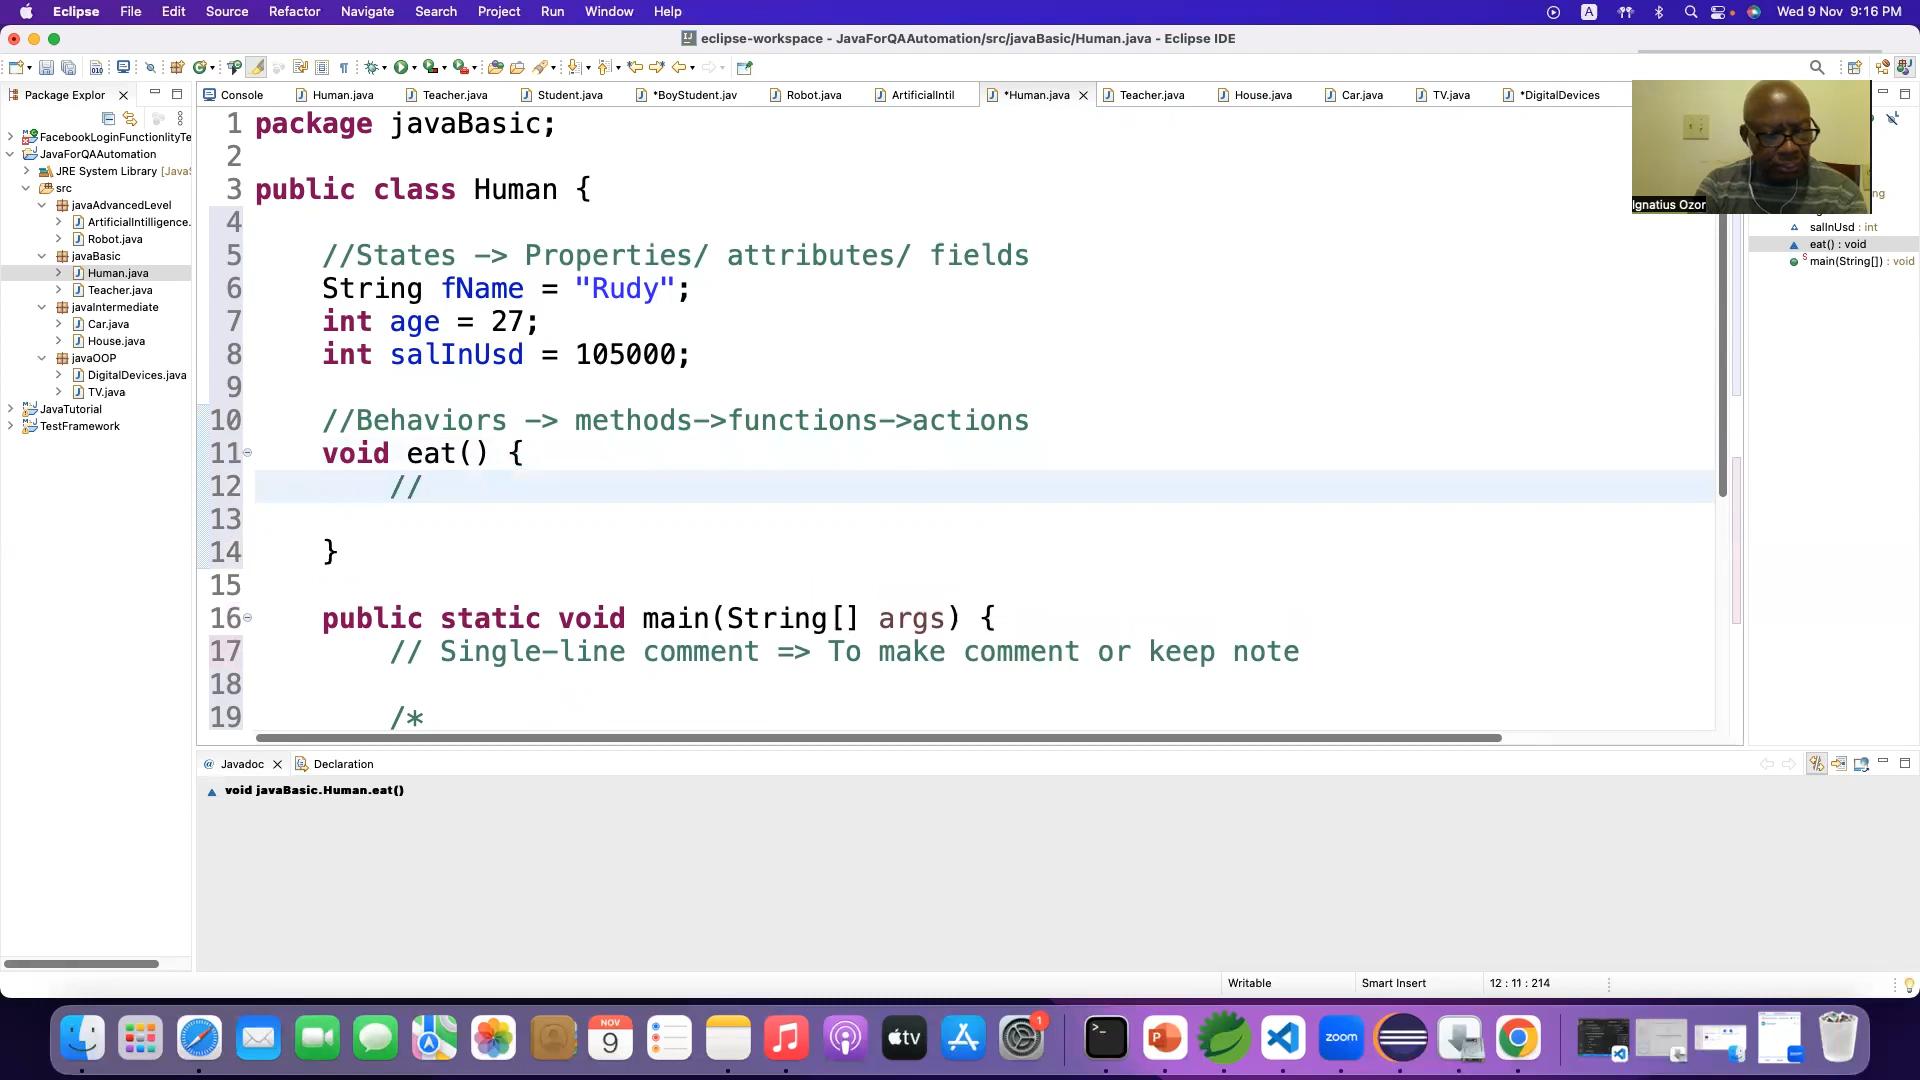 Eclipse File Edit Source Refactor Navigate Search Project Run Window Help A Wed 9 Nov 9:16 PM
eclipse-workspace - JavaForQAAutomation/src/javaBasic/Human.java - Eclipse IDE
Package Explor
Console Human.java Teacher.java Student.java *BoyStudent.jav Robot.java ArtificialIntil *Human.java Teacher.java House.java Car.java TV.java *DigitalDevices
FacebookLoginFunctionlityTe
JavaForQAAutomation
JRE System Library [Java
src
javaAdvancedLevel
ArtificialIntilligence.
Robot.java
javaBasic
Human.java
Teacher.java
javaIntermediate
Car.java
House.java
javaOOP
DigitalDevices.java
TV.java
JavaTutorial
TestFramework
1 package javaBasic;
2
3 public class Human {
4
5 //States -> Properties/ attributes/ fields
6 String fName = "Rudy";
7 int age = 27;
8 int salInUsd = 105000;
9
10 //Behaviors -> methods->functions->actions
11 void eat() {
12 //
13
14 }
15
16 public static void main(String[] args) {
17 // Single-line comment => To make comment or keep note
18
19 /*
Ignatius Ozor
salInUsd : int
eat() : void
main(String[]) : void
@ Javadoc Declaration
void javaBasic.Human.eat()
Writable Smart Insert 12 : 11 : 214
NOV
9
tv
zoom
1